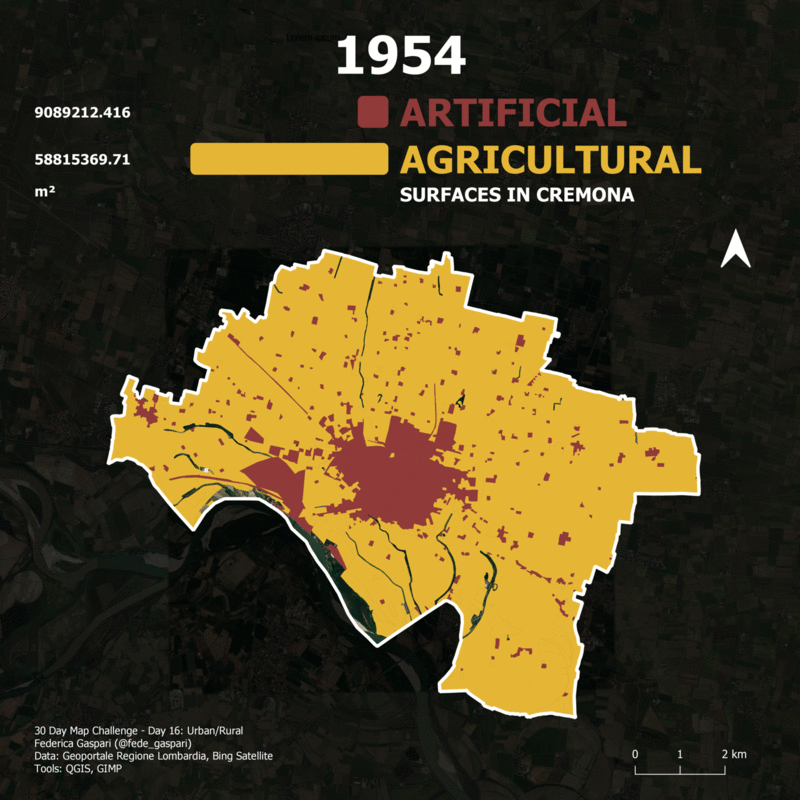 1954
9089212.416 ARTIFICIAL
58815369.71 AGRICULTURAL
m² SURFACES IN CREMONA
30 Day Map Challenge - Day 16: Urban/Rural
Federica Gaspari (@fede_gaspari)
Data: Geoportale Regione Lombardia, Bing Satellite
Tools: QGIS, GIMP
0 1 2 km